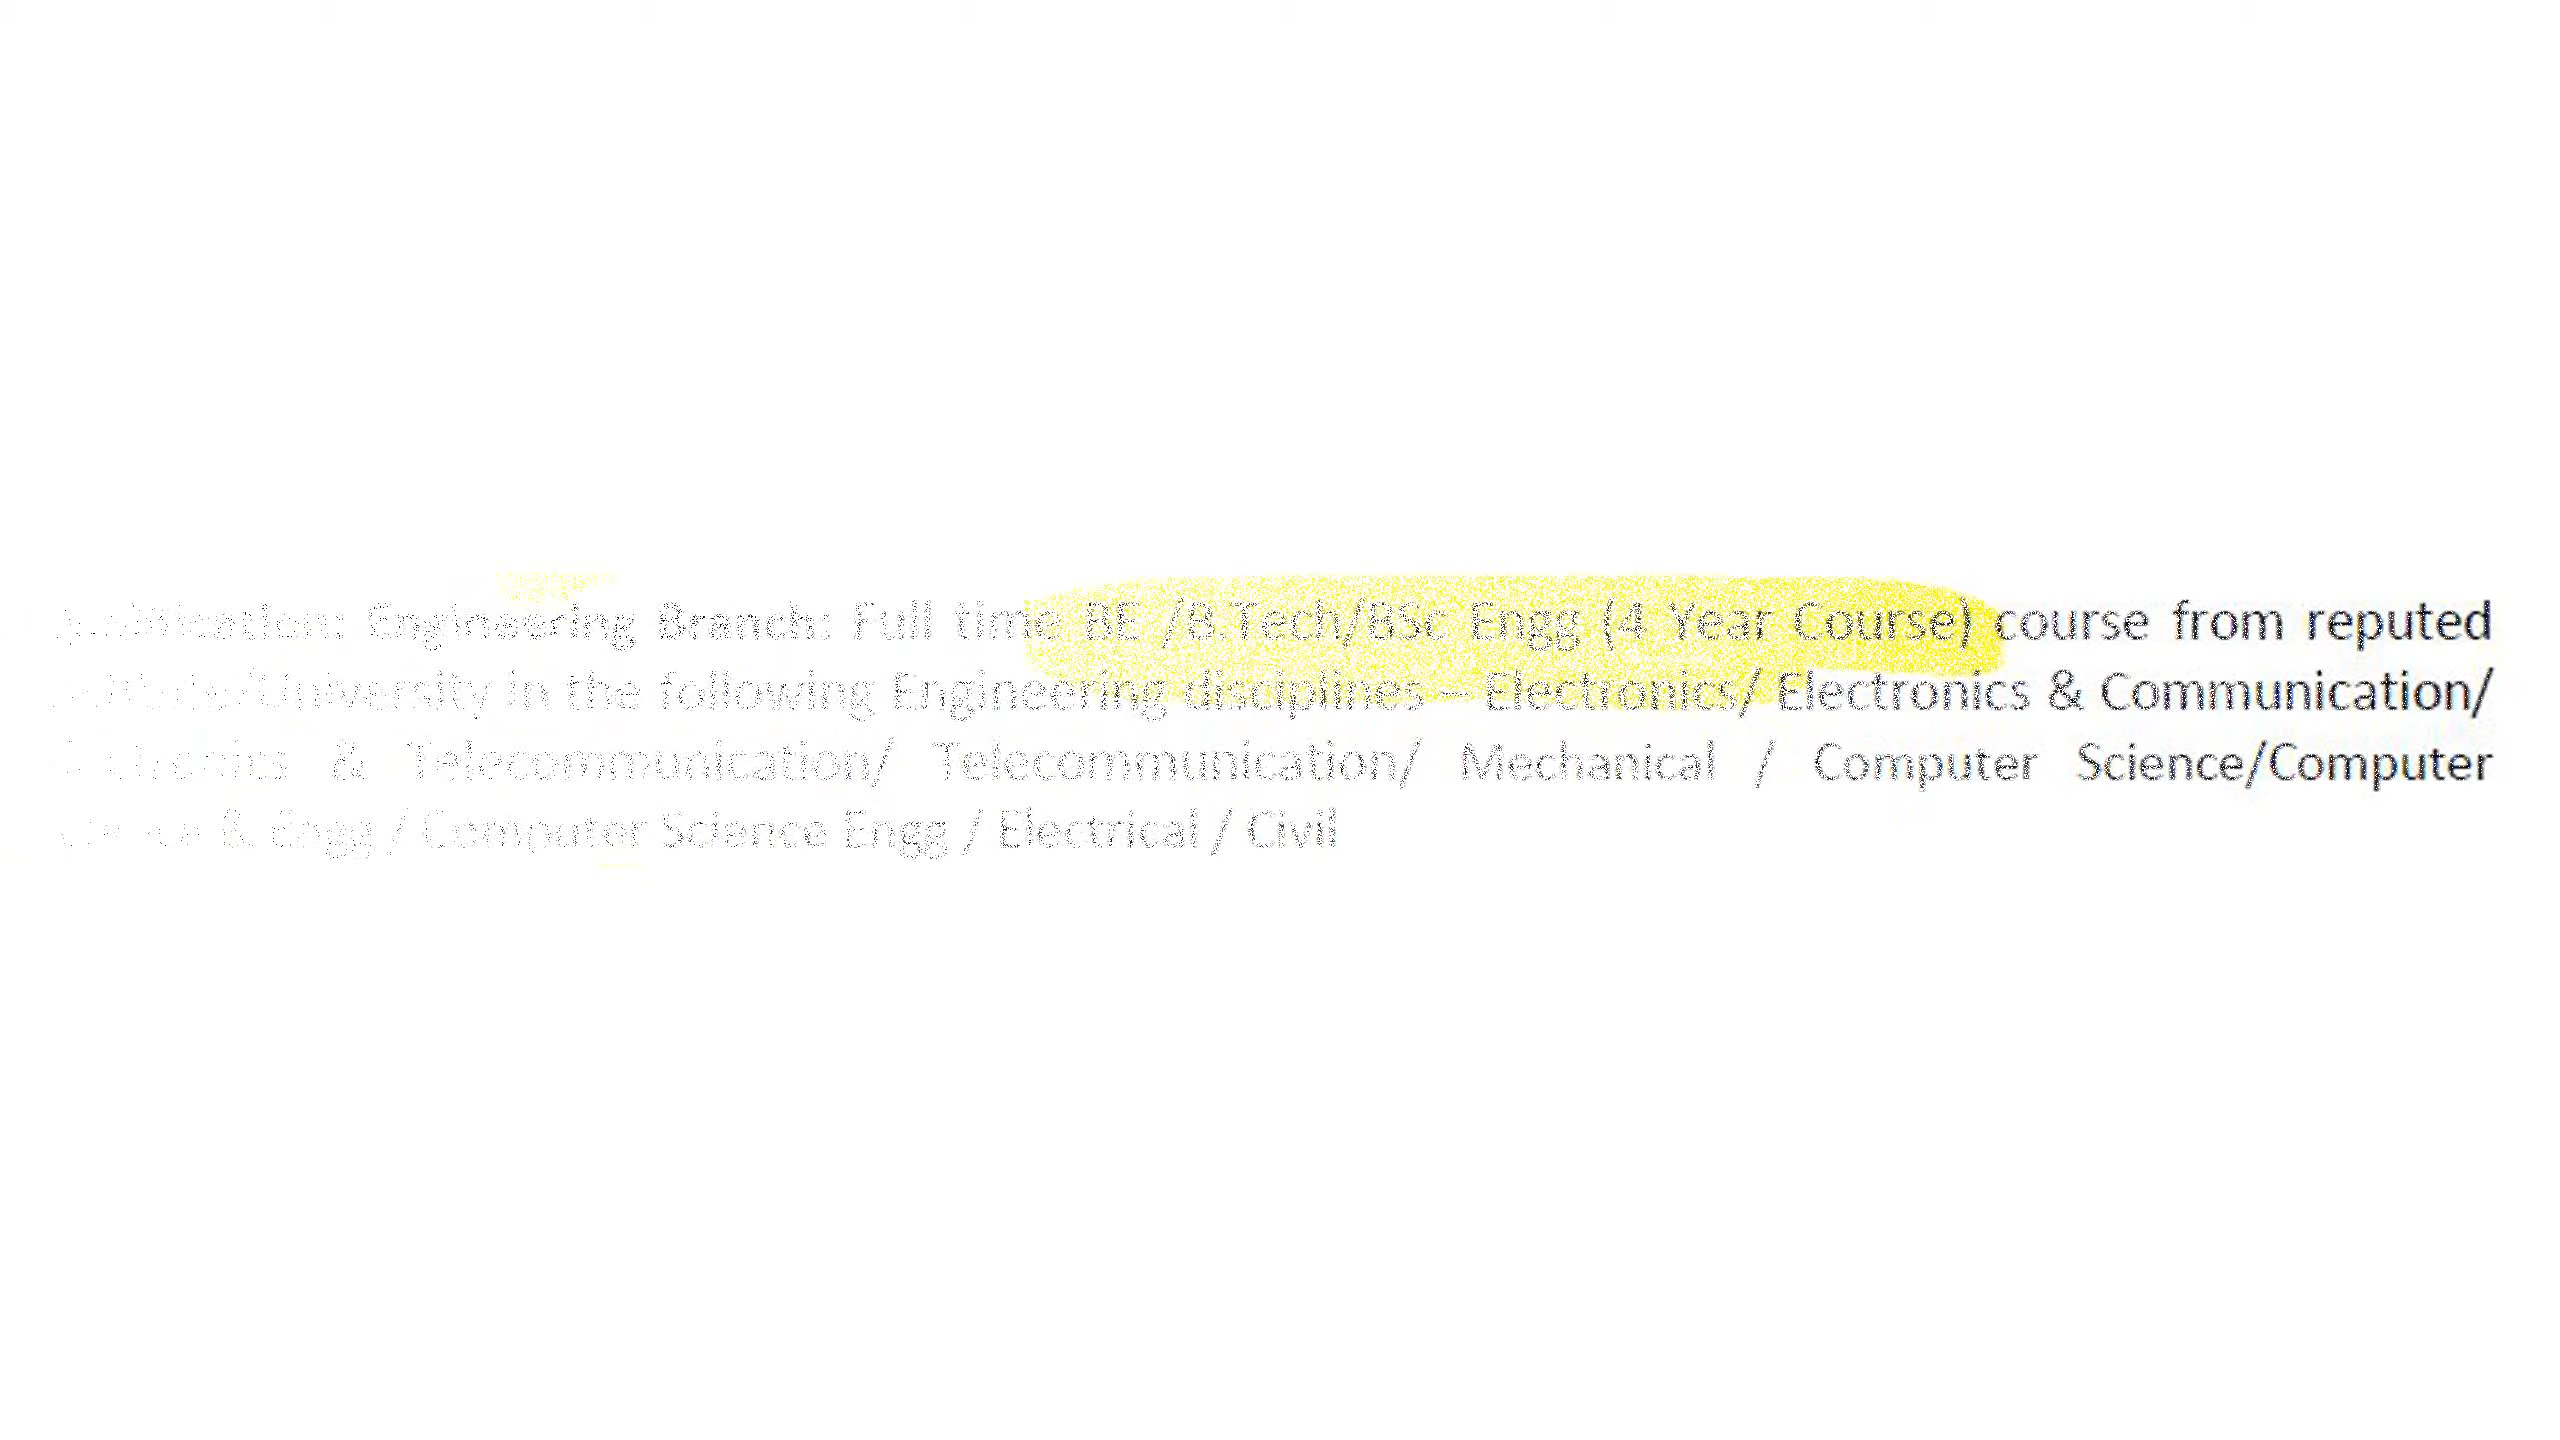 Qualification: Engineering Branch: Full time BE /B.Tech/BSc Engg (4 Year Course) course from reputed
University in the following Engineering disciplines – Electronics/ Electronics & Communication/
Electronics & Telecommunication/ Telecommunication/ Mechanical / Computer Science/Computer
& Engg / Computer Science Engg / Electrical / Civil